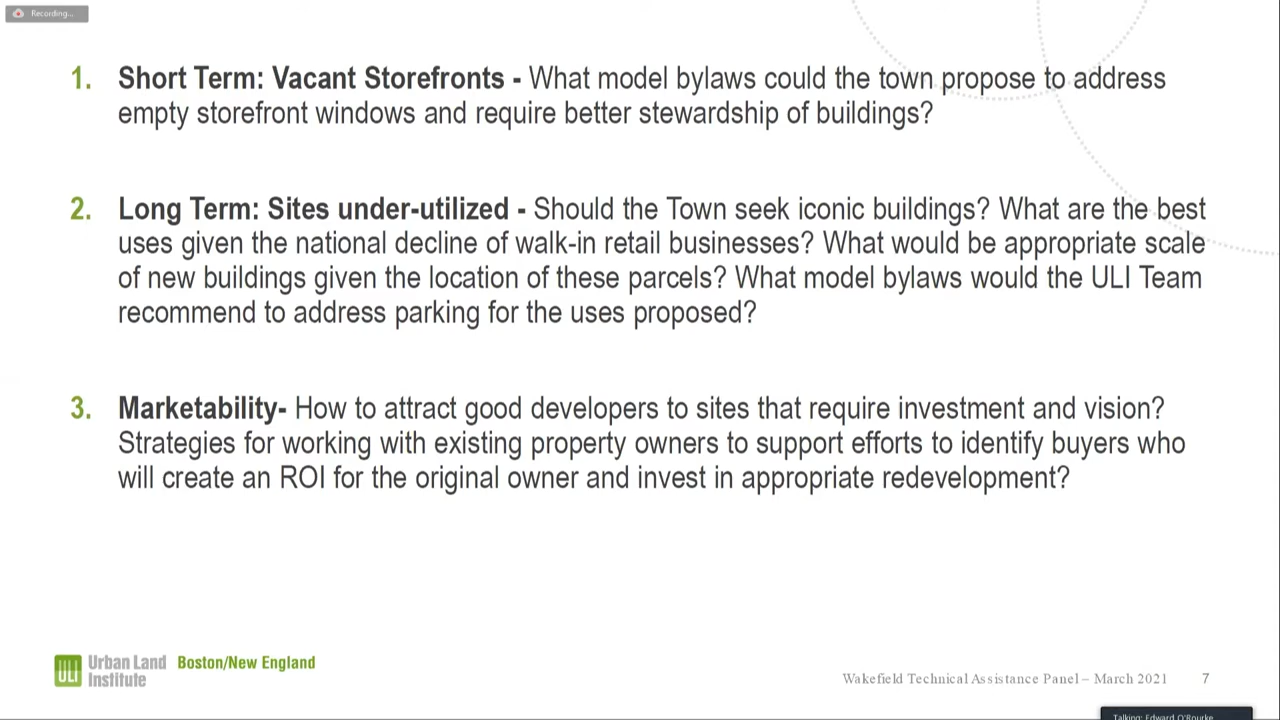 Recording...
1. Short Term: Vacant Storefronts - What model bylaws could the town propose to address
empty storefront windows and require better stewardship of buildings?
2. Long Term: Sites under-utilized - Should the Town seek iconic buildings? What are the best
uses given the national decline of walk-in retail businesses? What would be appropriate scale
of new buildings given the location of these parcels? What model bylaws would the ULI Team
recommend to address parking for the uses proposed?
3. Marketability- How to attract good developers to sites that require investment and vision?
Strategies for working with existing property owners to support efforts to identify buyers who
will create an ROI for the original owner and invest in appropriate redevelopment?
ULI Urban Land Institute Boston/New England
Wakefield Technical Assistance Panel – March 2021 7
Talking: Edward O'Rourke